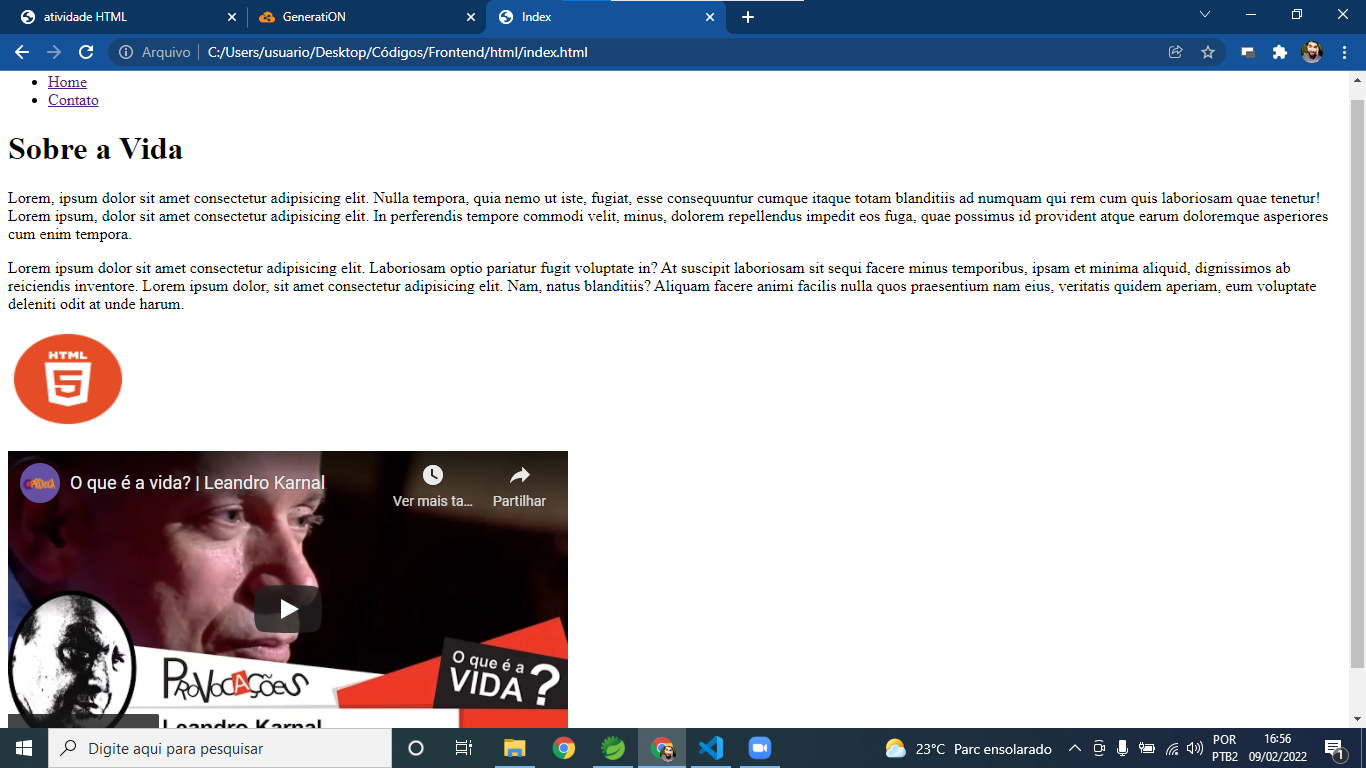 atividade HTML
GeneratiON
Index
Arquivo
C:/Users/usuario/Desktop/Códigos/Frontend/html/index.html
Home
Contato
Sobre a Vida
Lorem, ipsum dolor sit amet consectetur adipisicing elit. Nulla tempora, quia nemo ut iste, fugiat, esse consequuntur cumque itaque totam blanditiis ad numquam qui rem cum quis laboriosam quae tenetur!
Lorem ipsum, dolor sit amet consectetur adipisicing elit. In perferendis tempore commodi velit, minus, dolorem repellendus impedit eos fuga, quae possimus id provident atque earum doloremque asperiores
cum enim tempora.
Lorem ipsum dolor sit amet consectetur adipisicing elit. Laboriosam optio pariatur fugit voluptate in? At suscipit laboriosam sit sequi facere minus temporibus, ipsam et minima aliquid, dignissimos ab
reiciendis inventore. Lorem ipsum dolor, sit amet consectetur adipisicing elit. Nam, natus blanditiis? Aliquam facere animi facilis nulla quos praesentium nam eius, veritatis quidem aperiam, eum voluptate
deleniti odit at unde harum.
HTML
5
O que é a vida? | Leandro Karnal
Ver mais ta...
Partilhar
PROVOCAÇÕES
O que é a
VIDA?
Leandro Karnal
Digite aqui para pesquisar
23°C Parc ensolarado
POR
PTB2
16:56
09/02/2022
1